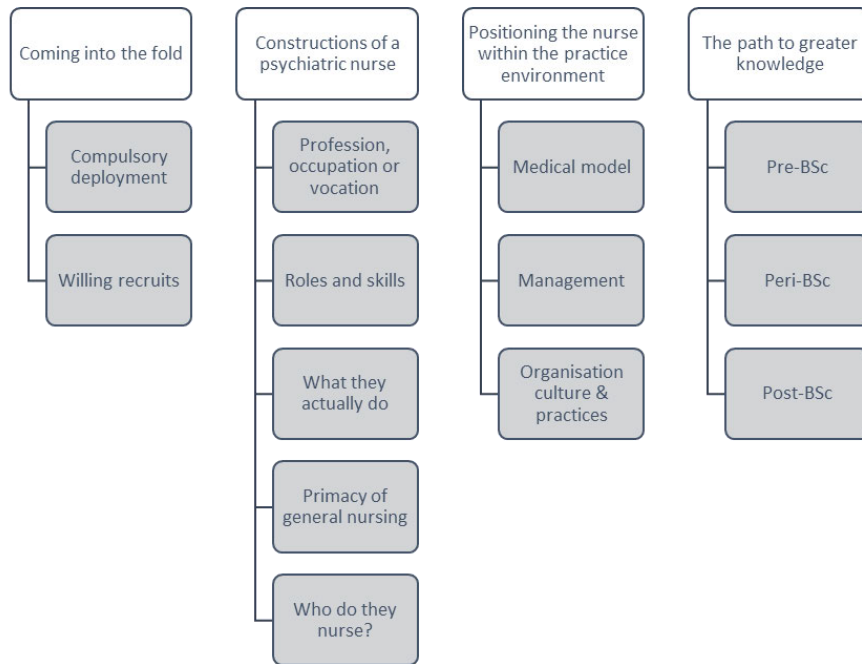 Coming into the fold
Compulsory
deployment
Willing recruits
Constructions of a
psychiatric nurse
Profession,
occupation or
vocation
Roles and skills
What they
actually do
Primacy of
general nursing
Who do they
nurse?
Positioning the nurse
within the practice
environment
Medical model
Management
Organisation
culture &
practices
The path to greater
knowledge
Pre-BSc
Peri-BSc
Post-BSc